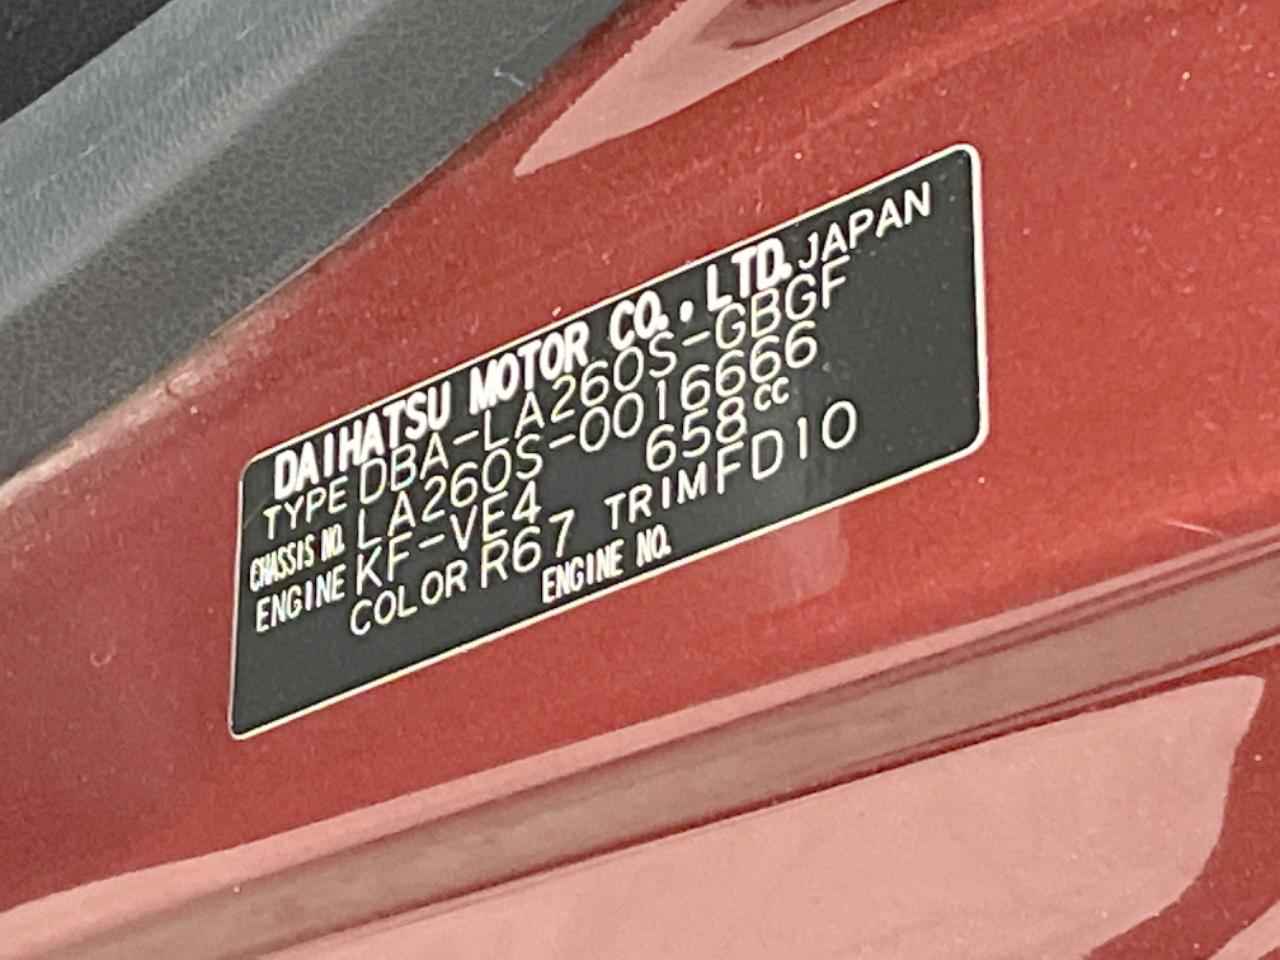 DAIHATSU MOTOR CO., LTD. JAPAN
TYPE DBA-LA260S-GBGF
CHASSIS NO. LA260S-0016666
ENGINE KF-VE4 658cc
COLOR R67 TRIM FD10
ENGINE NO.